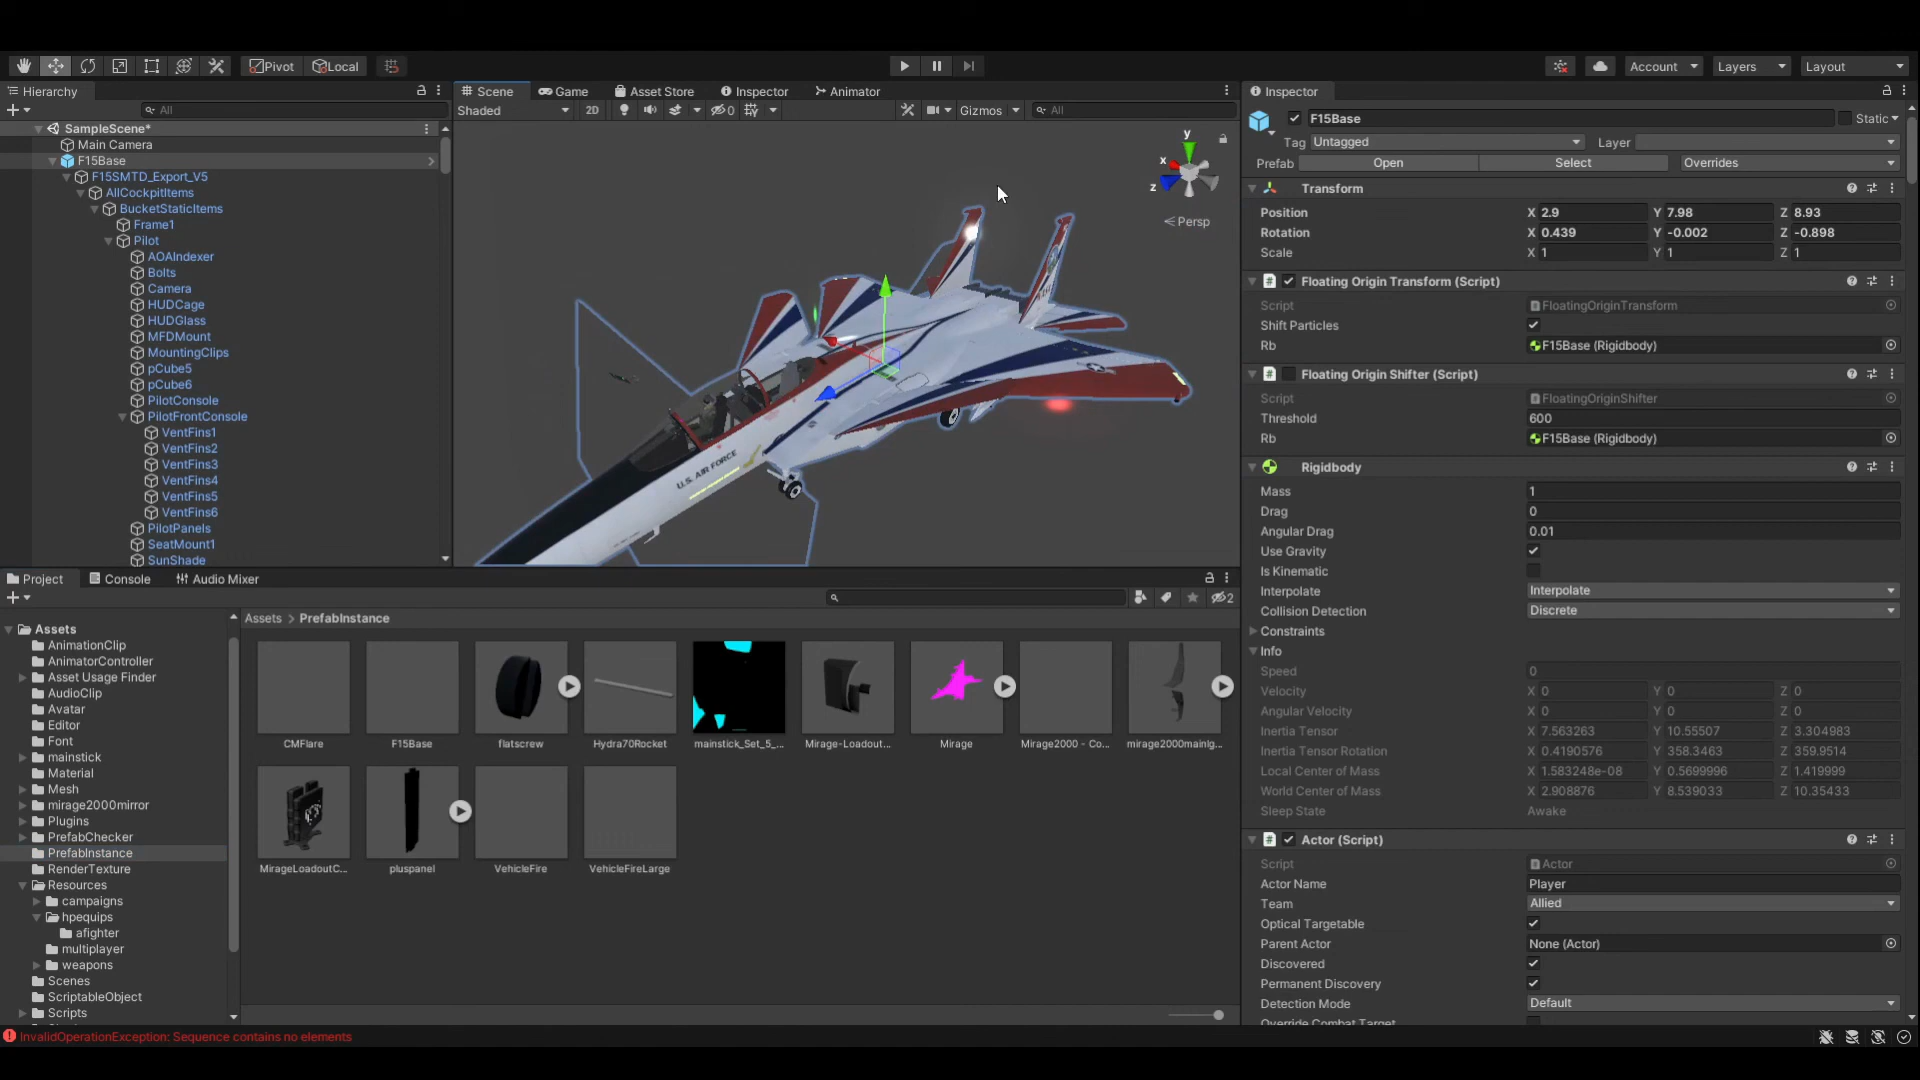 Pivot Local Account Layers Layout
Hierarchy
Scene Game Asset Store Inspector Animator
Inspector
All
Shaded 2D 0 Gizmos All
F15Base Static
Tag Untagged Layer
Prefab Open Select Overrides
SampleScene*
Main Camera
F15Base
F15SMTD_Export_V5
AllCockpitItems
BucketStaticItems
Frame1
Pilot
AOAIndexer
Bolts
Camera
HUDCage
HUDGlass
MFDMount
MountingClips
pCube5
pCube6
PilotConsole
PilotFrontConsole
VentFins1
VentFins2
VentFins3
VentFins4
VentFins5
VentFins6
PilotPanels
SeatMount1
SunShade
y
x
z
Persp
U.S. AIR FORCE
Transform
Position X 2.9 Y 7.98 Z 8.93
Rotation X 0.439 Y -0.002 Z -0.898
Scale X 1 Y 1 Z 1
Floating Origin Transform (Script)
Script FloatingOriginTransform
Shift Particles
Rb F15Base (Rigidbody)
Floating Origin Shifter (Script)
Script FloatingOriginShifter
Threshold 600
Rb F15Base (Rigidbody)
Rigidbody
Mass 1
Drag 0
Angular Drag 0.01
Use Gravity
Is Kinematic
Interpolate Interpolate
Collision Detection Discrete
Constraints
Info
Speed 0
Velocity X 0 Y 0 Z 0
Angular Velocity X 0 Y 0 Z 0
Inertia Tensor X 7.563263 Y 10.55507 Z 3.304983
Inertia Tensor Rotation X 0.4190576 Y 358.3463 Z 359.9514
Local Center of Mass X 1.583248e-08 Y 0.5699996 Z 1.419999
World Center of Mass X 2.908876 Y 8.539033 Z 10.35433
Sleep State Awake
Actor (Script)
Script Actor
Actor Name Player
Team Allied
Optical Targetable
Parent Actor None (Actor)
Discovered
Permanent Discovery
Detection Mode Default
Override Combat Target
Project Console Audio Mixer
2
Assets > PrefabInstance
Assets
AnimationClip
AnimatorController
Asset Usage Finder
AudioClip
Avatar
Editor
Font
mainstick
Material
Mesh
mirage2000mirror
Plugins
PrefabChecker
PrefabInstance
RenderTexture
Resources
campaigns
hpequips
afighter
multiplayer
weapons
Scenes
ScriptableObject
Scripts
CMFlare F15Base flatscrew Hydra70Rocket mainstick_Set_5_... Mirage-Loadout... Mirage Mirage2000 - Co... mirage2000mainlg...
MirageLoadoutC... pluspanel VehicleFire VehicleFireLarge
InvalidOperationException: Sequence contains no elements